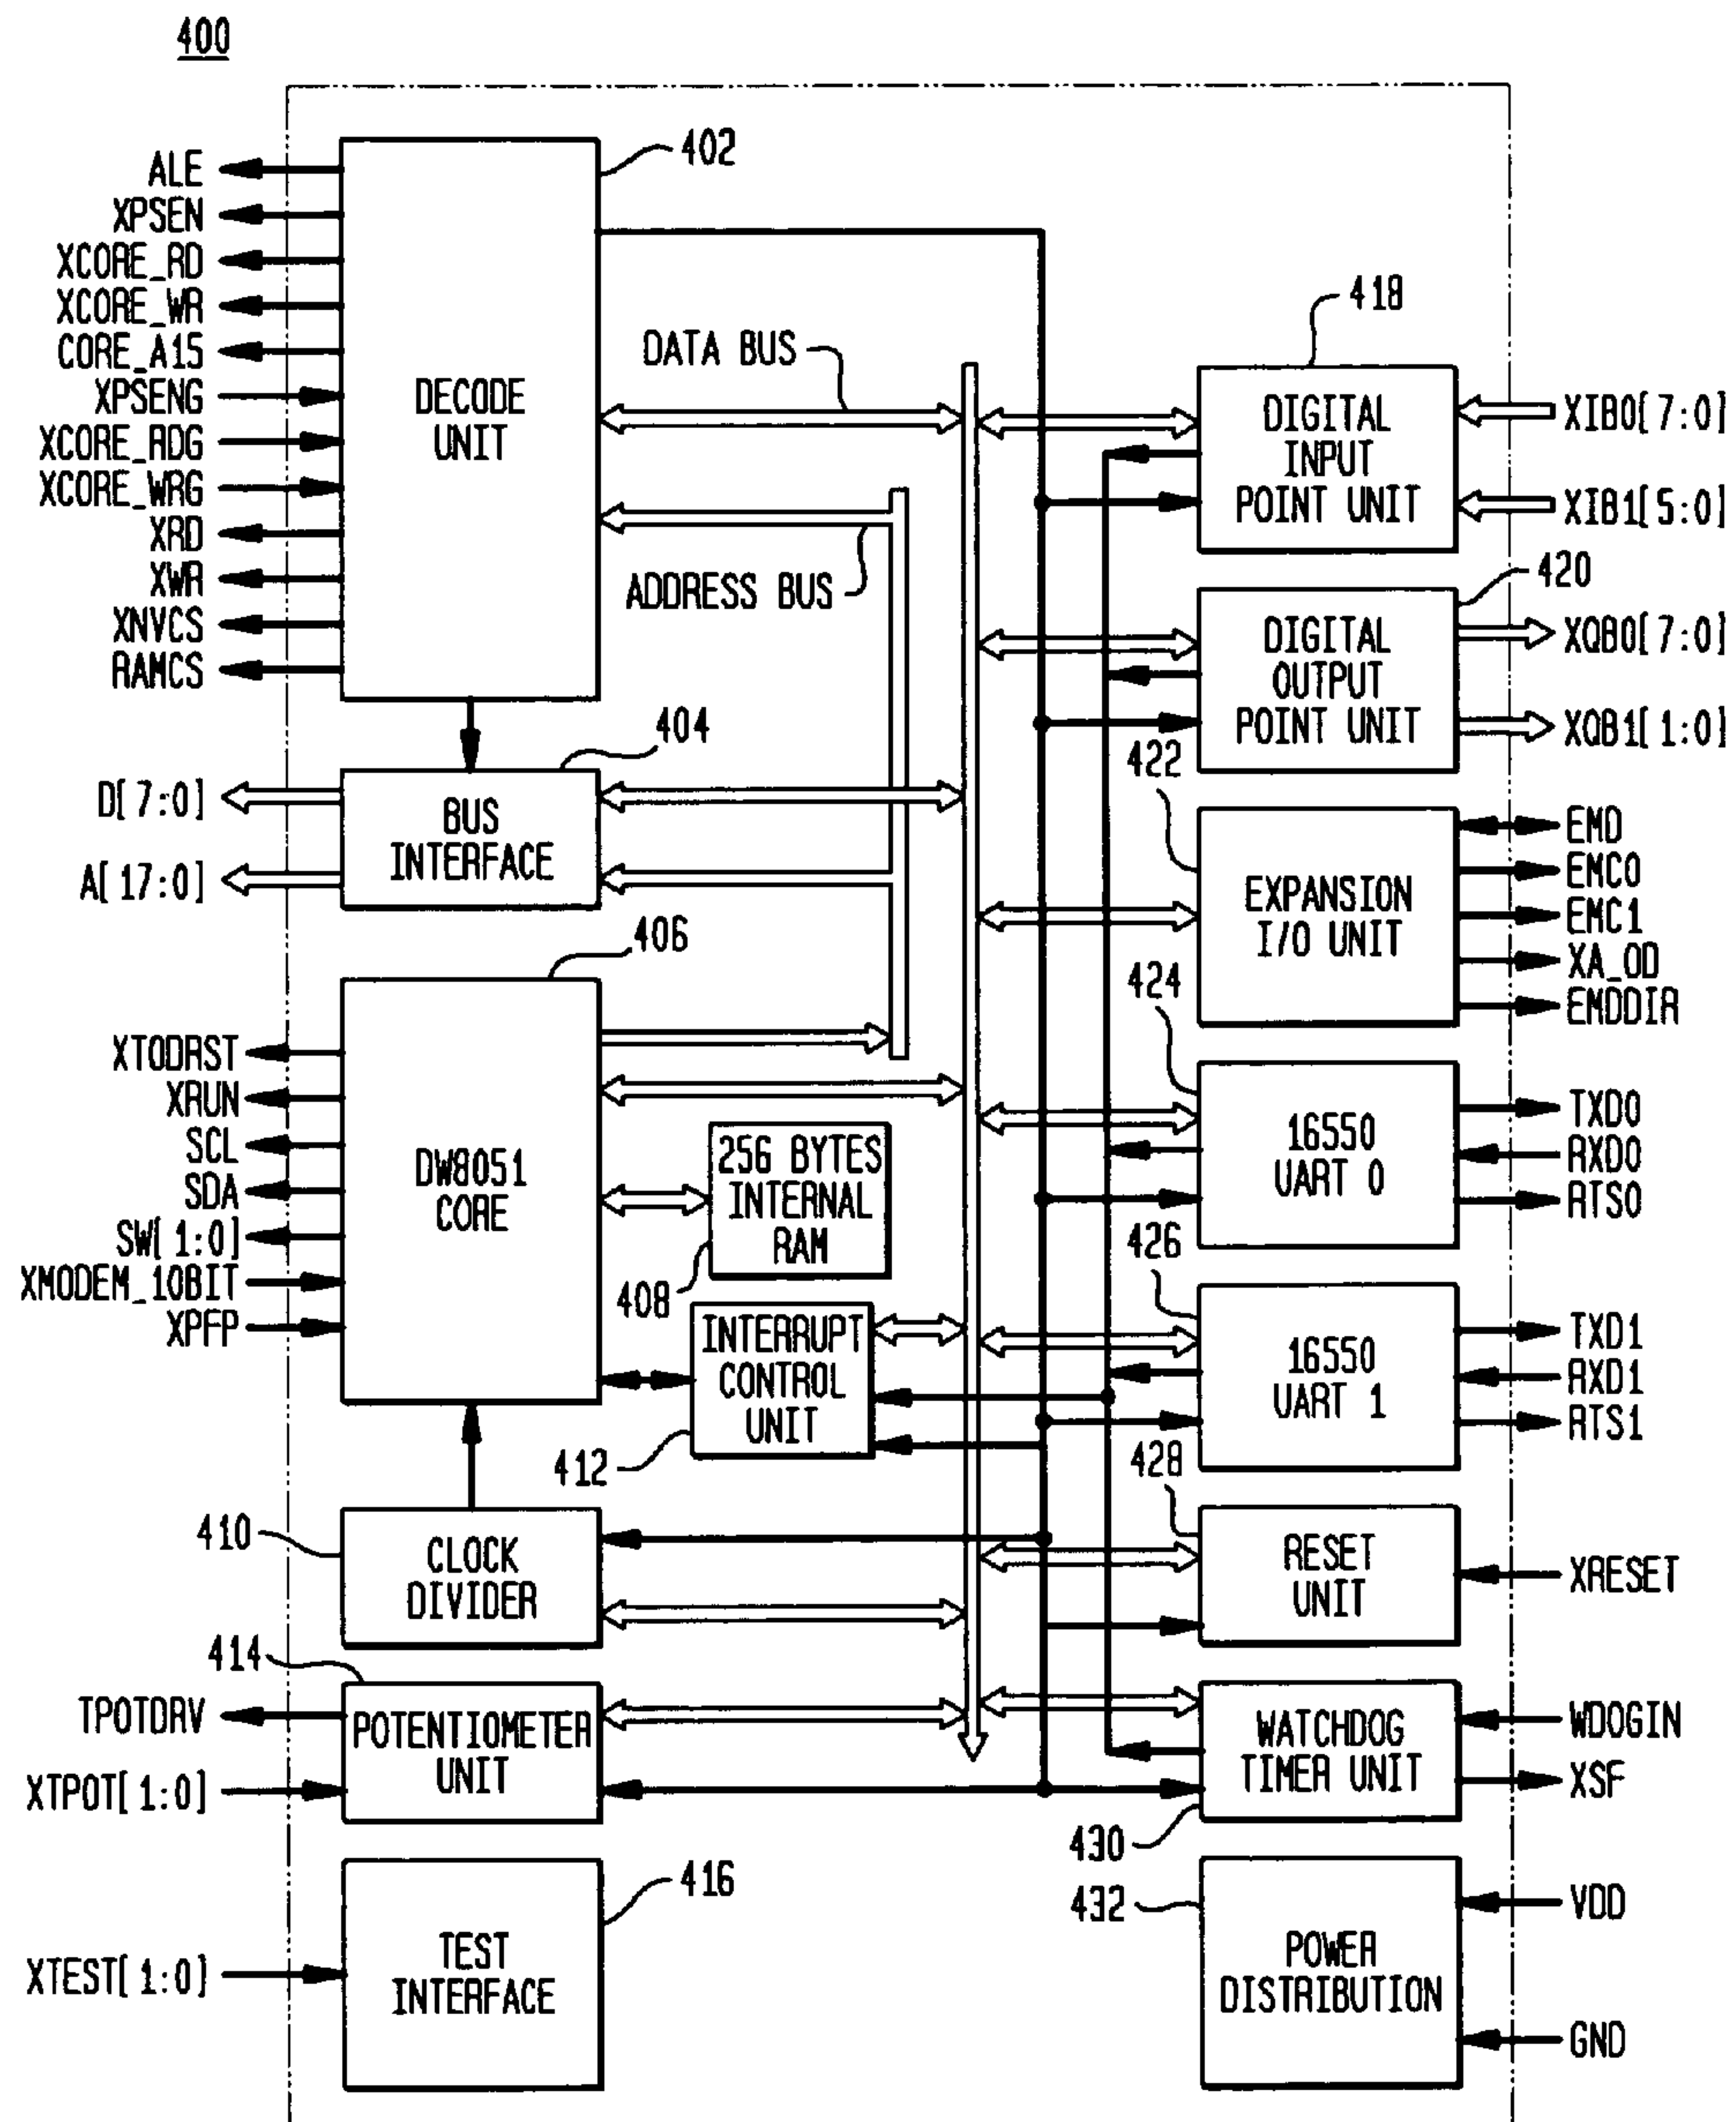 400
402
ALE
XPSEN
XCORE_RD
XCORE_WR
CORE_A15
XPSENG
XCORE_RDG
XCORE_WRG
XRD
XWR
XNVCS
RAMCS
DECODE
UNIT
DATA BUS
ADDRESS BUS
418
DIGITAL
INPUT
POINT UNIT
XIB0[7:0]
XIB1[5:0]
420
DIGITAL
OUTPUT
POINT UNIT
XQB0[7:0]
XQB1[1:0]
404
D[7:0]
A[17:0]
BUS
INTERFACE
422
EXPANSION
I/O UNIT
EMD
EMC0
EMC1
XA_OD
EMDDIR
406
XTODRST
XRUN
SCL
SDA
SW[1:0]
XMODEM_10BIT
XPFP
DW8051
CORE
256 BYTES
INTERNAL
RAM
408
INTERRUPT
CONTROL
UNIT
412
424
16550
UART 0
TXD0
RXD0
RTS0
426
16550
UART 1
TXD1
RXD1
RTS1
410
CLOCK
DIVIDER
428
RESET
UNIT
XRESET
414
TPOTDRV
XTPOT[1:0]
POTENTIOMETER
UNIT
WATCHDOG
TIMER UNIT
WDOGIN
XSF
430
416
XTEST[1:0]
TEST
INTERFACE
432
POWER
DISTRIBUTION
VDD
GND